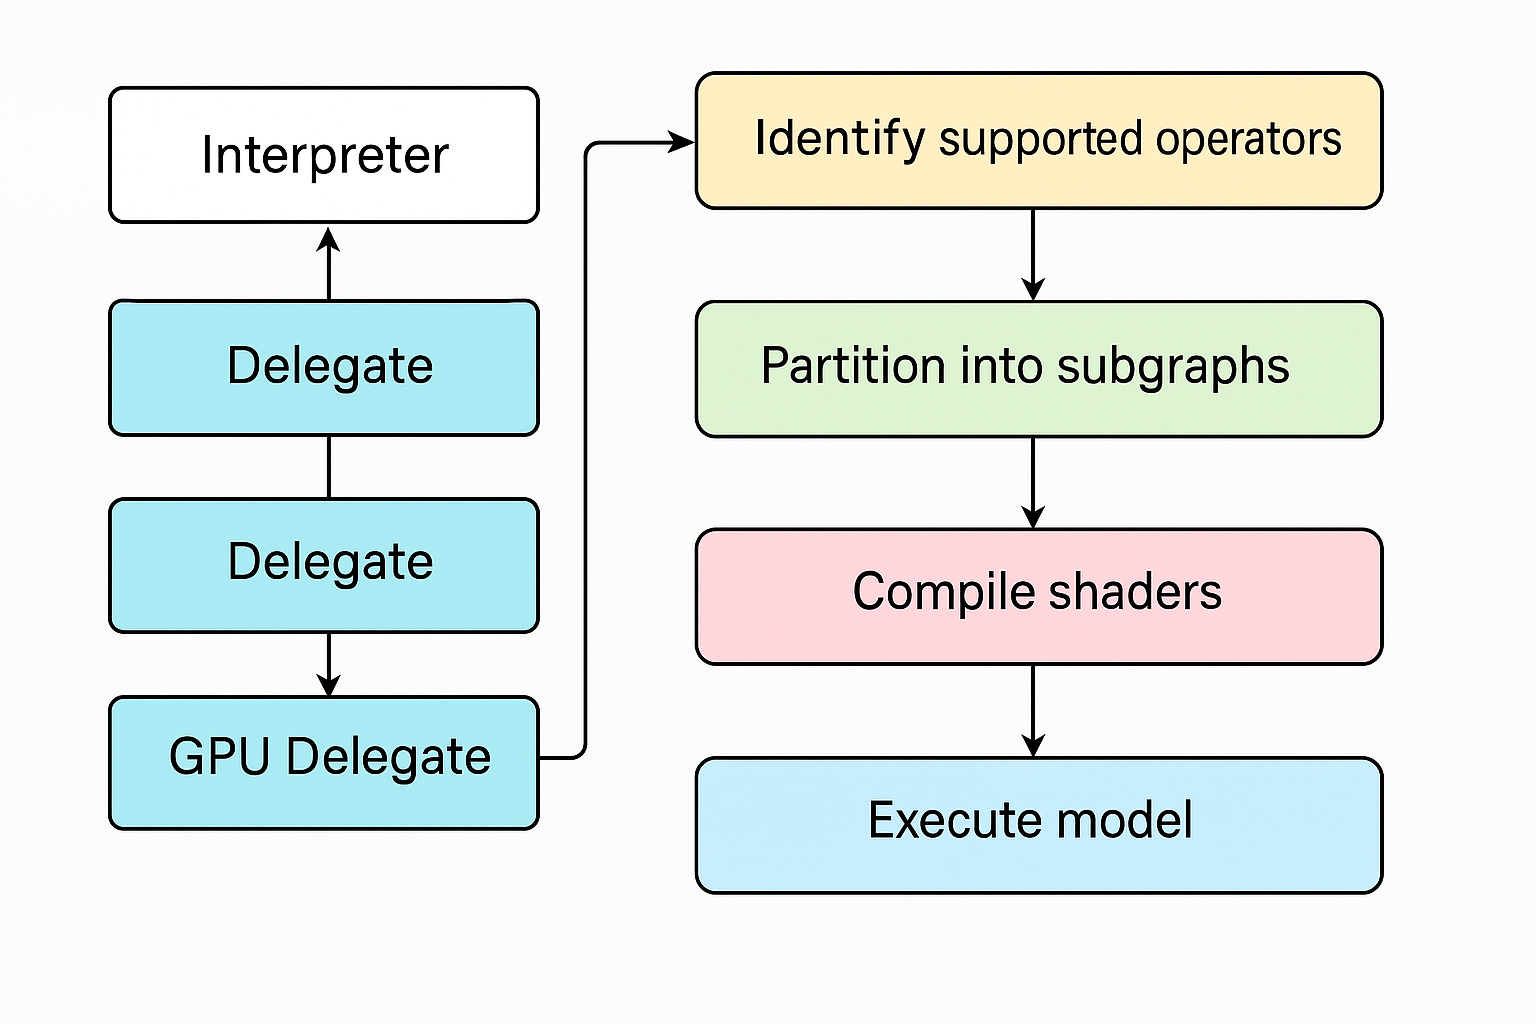 Interpreter
Delegate
Delegate
GPU Delegate
Identify supported operators
Partition into subgraphs
Compile shaders
Execute model